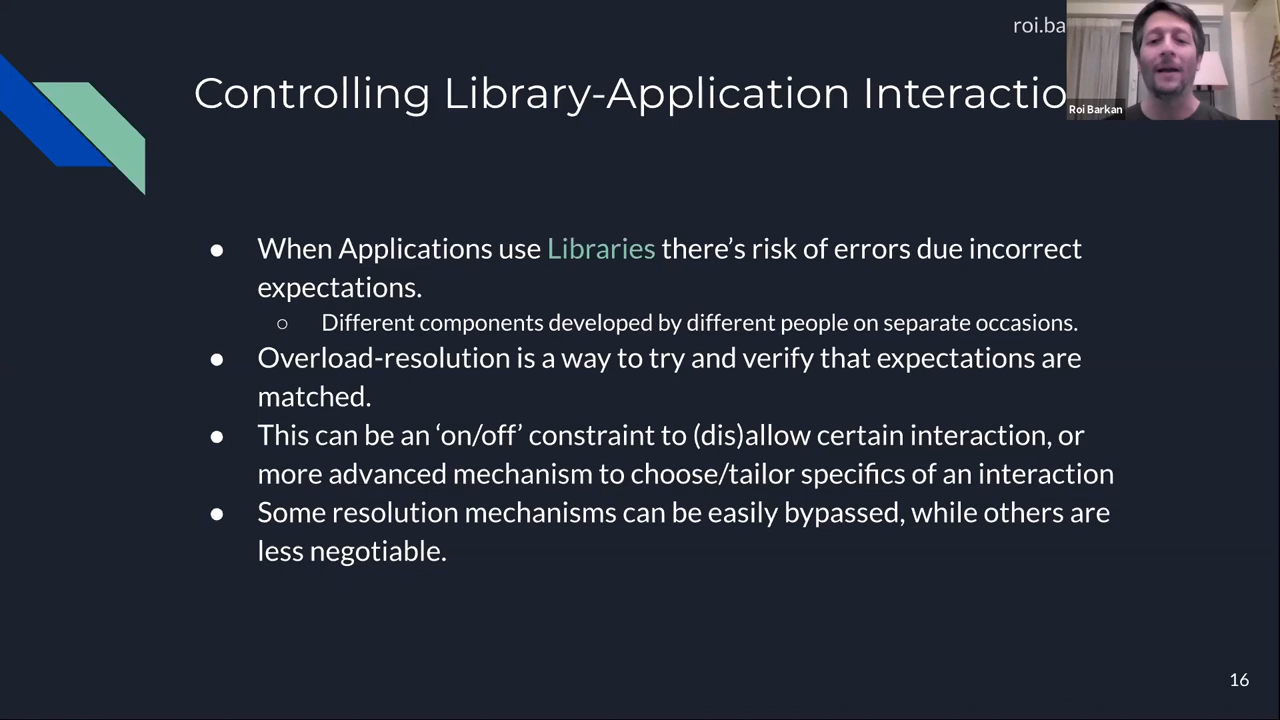 roi.ba
Controlling Library-Application Interactio
Roi Barkan
● When Applications use Libraries there’s risk of errors due incorrect
expectations.
○ Different components developed by different people on separate occasions.
● Overload-resolution is a way to try and verify that expectations are
matched.
● This can be an ‘on/off’ constraint to (dis)allow certain interaction, or
more advanced mechanism to choose/tailor specifics of an interaction
● Some resolution mechanisms can be easily bypassed, while others are
less negotiable.
16